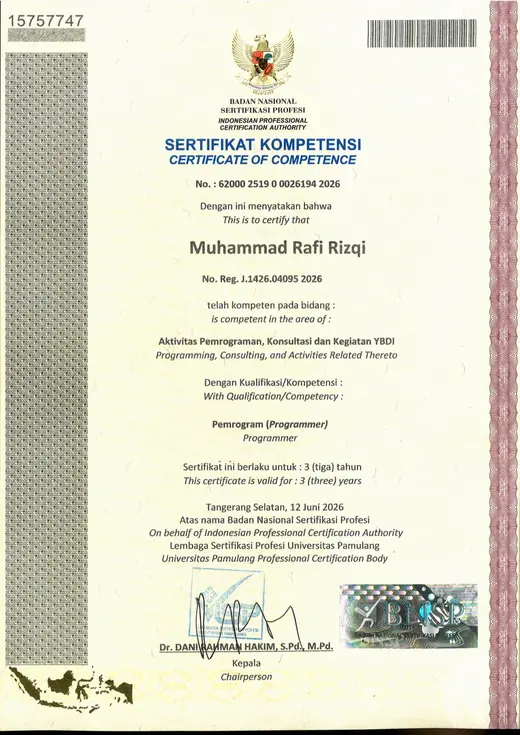 15757747
BADAN NASIONAL
SERTIFIKASI PROFESI
INDONESIAN PROFESSIONAL
CERTIFICATION AUTHORITY
SERTIFIKAT KOMPETENSI
CERTIFICATE OF COMPETENCE
No. : 62000 2519 0 0026194 2026
Dengan ini menyatakan bahwa
This is to certify that
Muhammad Rafi Rizqi
No. Reg. J.1426.04095 2026
telah kompeten pada bidang :
is competent in the area of :
Aktivitas Pemrograman, Konsultasi dan Kegiatan YBDI
Programming, Consulting, and Activities Related Thereto
Dengan Kualifikasi/Kompetensi :
With Qualification/Competency :
Pemrogram (Programmer)
Programmer
Sertifikat ini berlaku untuk : 3 (tiga) tahun
This certificate is valid for : 3 (three) years
Tangerang Selatan, 12 Juni 2026
Atas nama Badan Nasional Sertifikasi Profesi
On behalf of Indonesian Professional Certification Authority
Lembaga Sertifikasi Profesi Universitas Pamulang
Universitas Pamulang Professional Certification Body
BNSP
BADAN NASIONAL SERTIFIKASI
Dr. DANI RAHMAN HAKIM, S.Pd., M.Pd.
Kepala
Chairperson